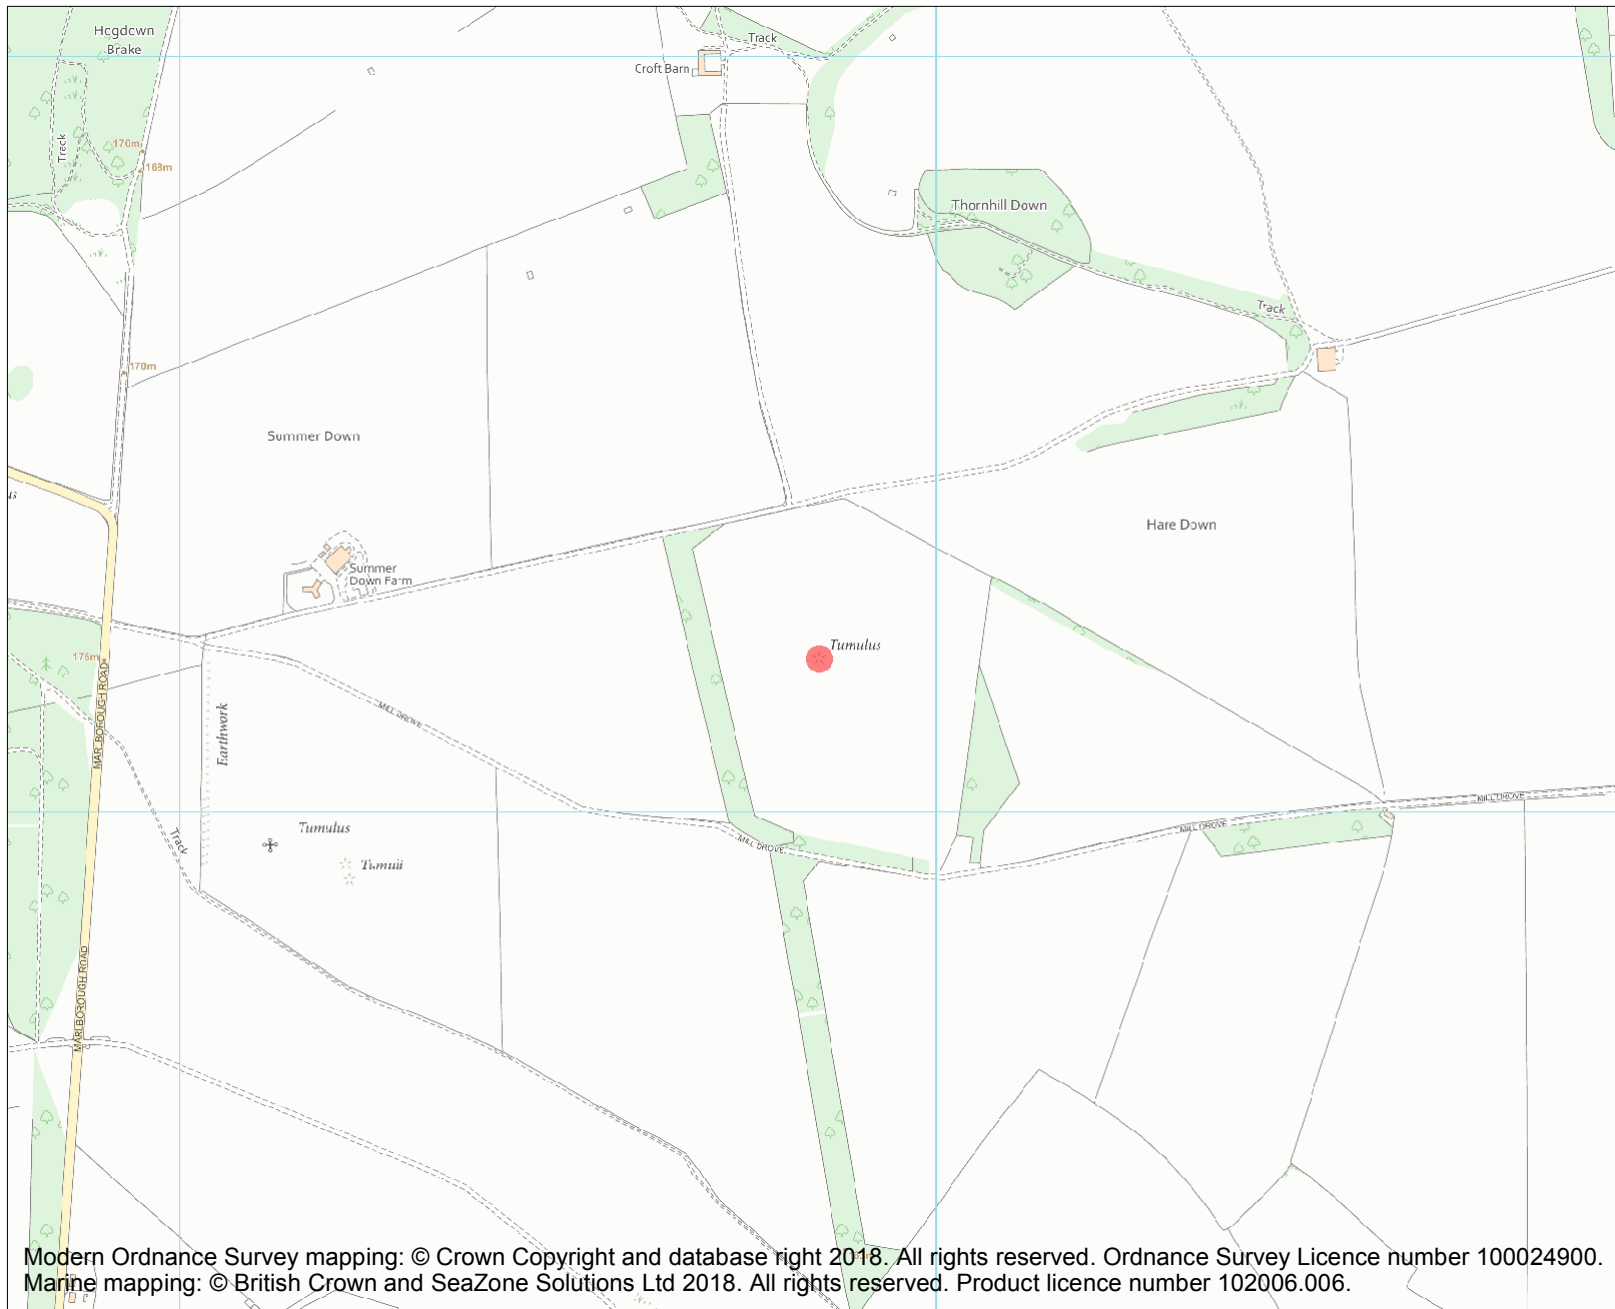 Hogdown
Brake
Track
Croft Barn
Track
170m
168m
Thornhill Down
Track
170m
Summer Down
Hare Down
Summer
Down Farm
Tumulus
176m
MARLBOROUGH ROAD
MILL DROVE
Earthwork
MILL DROVE
MILL DROVE
MILL DROVE
Tumulus
Track
Tumuli
MARLBOROUGH ROAD
Modern Ordnance Survey mapping: © Crown Copyright and database right 2018. All rights reserved. Ordnance Survey Licence number 100024900.
Marine mapping: © British Crown and SeaZone Solutions Ltd 2018. All rights reserved. Product licence number 102006.006.